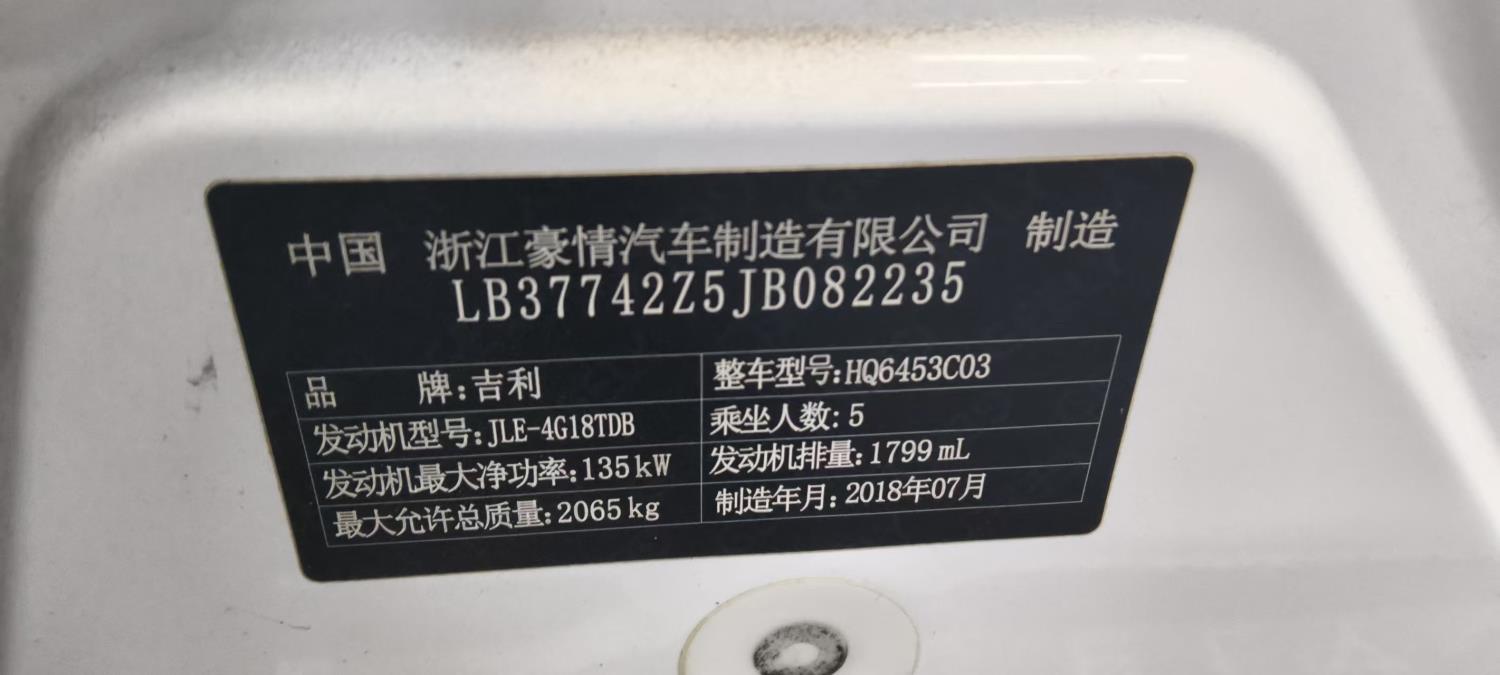 中国 浙江豪情汽车制造有限公司 制造
LB37742Z5JB082235
品 牌:吉利 整车型号:HQ6453C03
发动机型号:JLE-4G18TDB 乘坐人数:5
发动机最大净功率:135kW 发动机排量:1799mL
最大允许总质量:2065kg 制造年月:2018年07月